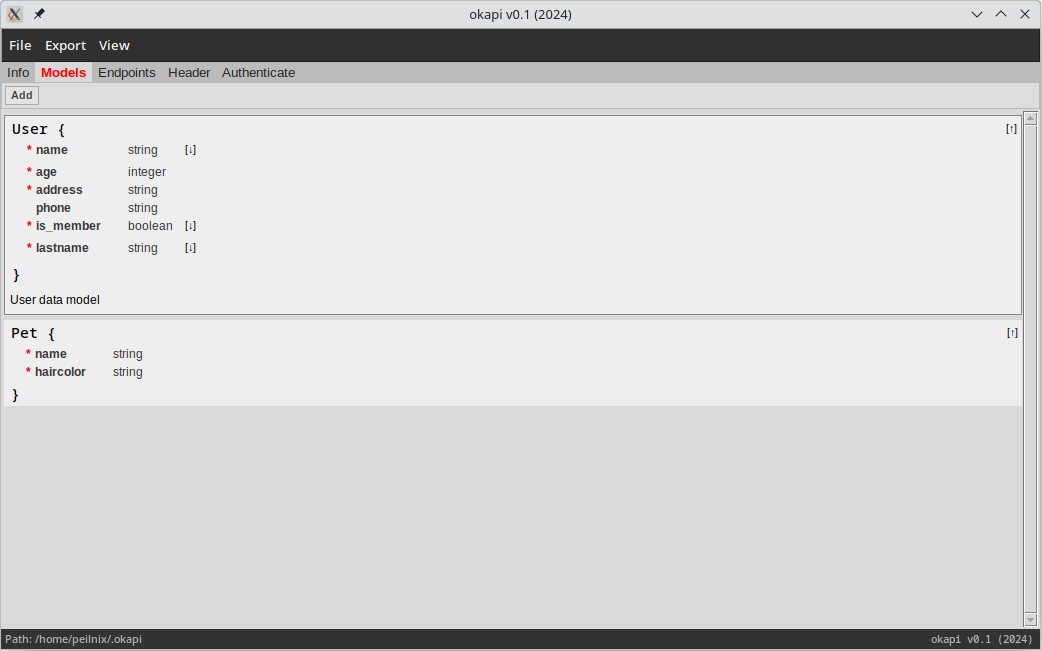 okapi v0.1 (2024)
File Export View
Info Models Endpoints Header Authenticate
Add
User { [↑]
* name string [↓]
* age integer
* address string
phone string
* is_member boolean [↓]
* lastname string [↓]
}
User data model
Pet { [↑]
* name string
* haircolor string
}
Path: /home/peilnix/.okapi okapi v0.1 (2024)